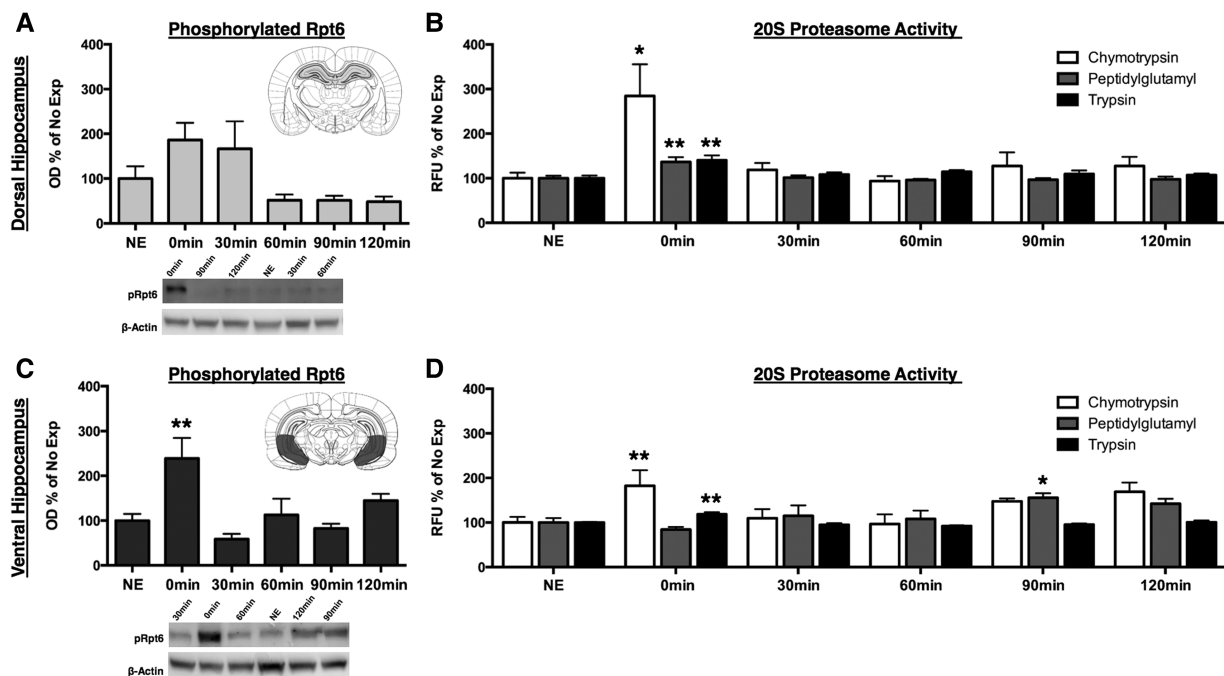 A
Phosphorylated Rpt6
Dorsal Hippocampus
OD % of No Exp
400
300
200
100
0
NE 0min 30min 60min 90min 120min
0min 90min 120min NE 30min 60min
pRpt6
β-Actin
B
20S Proteasome Activity
RFU % of No Exp
400
300
200
100
0
*
** **
Chymotrypsin
Peptidylglutamyl
Trypsin
NE 0min 30min 60min 90min 120min
C
Phosphorylated Rpt6
Ventral Hippocampus
OD % of No Exp
400
300
200
100
0
**
NE 0min 30min 60min 90min 120min
30min 0min 60min NE 120min 90min
pRpt6
β-Actin
D
20S Proteasome Activity
RFU % of No Exp
400
300
200
100
0
**
**
*
Chymotrypsin
Peptidylglutamyl
Trypsin
NE 0min 30min 60min 90min 120min